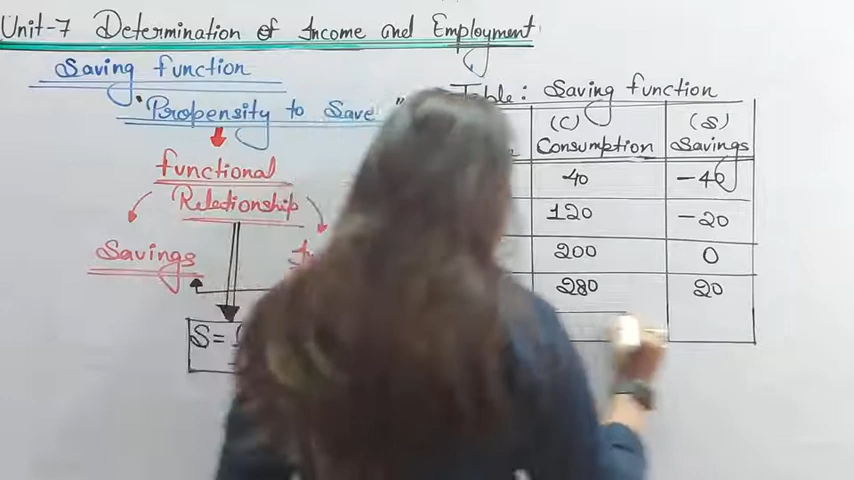 Unit-7 Determination of Income and Employment
Saving function
Propensity to Save
functional
Relationship
Savings
S=
Table: Saving function
(C) (S)
Consumption Savings
40 -40
120 -20
200 0
280 20